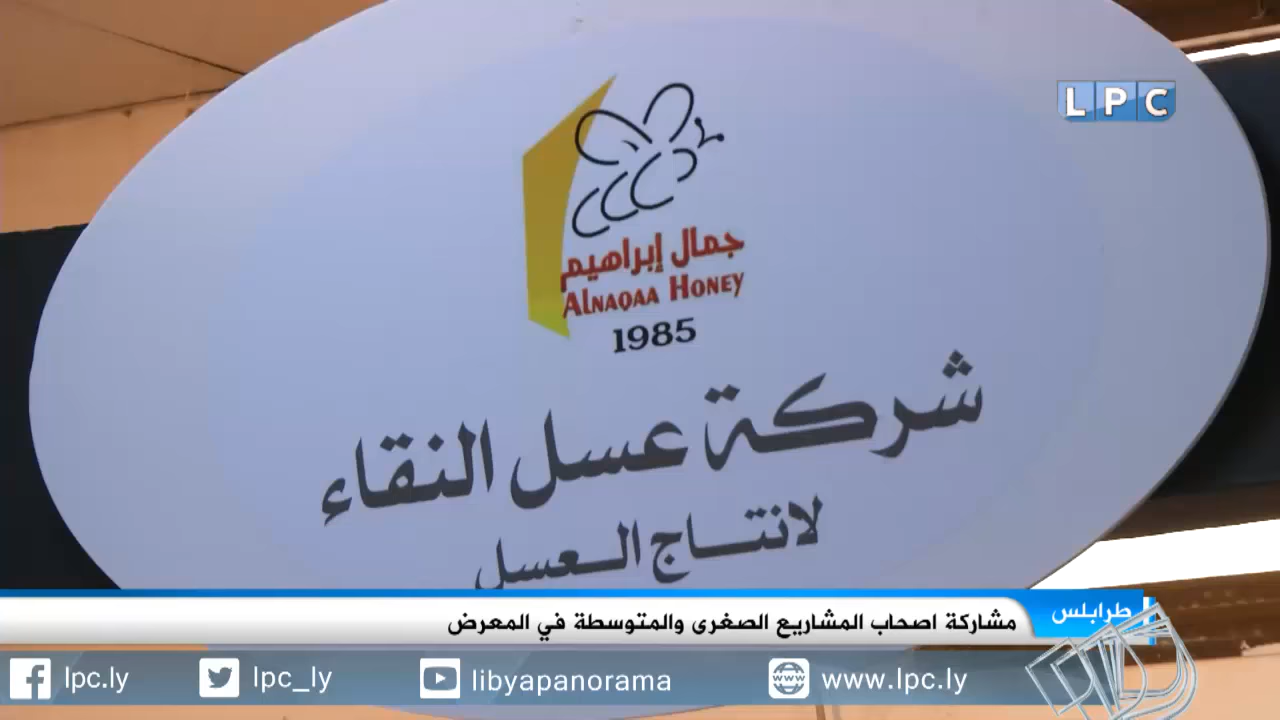 LPC
جمال إبراهيم
ALNAQAA HONEY
1985
شركة عسل النقاء
لانتاج العسل
طرابلس
مشاركة اصحاب المشاريع الصغرى والمتوسطة في المعرض
lpc.ly
lpc_ly
libyapanorama
www.lpc.ly